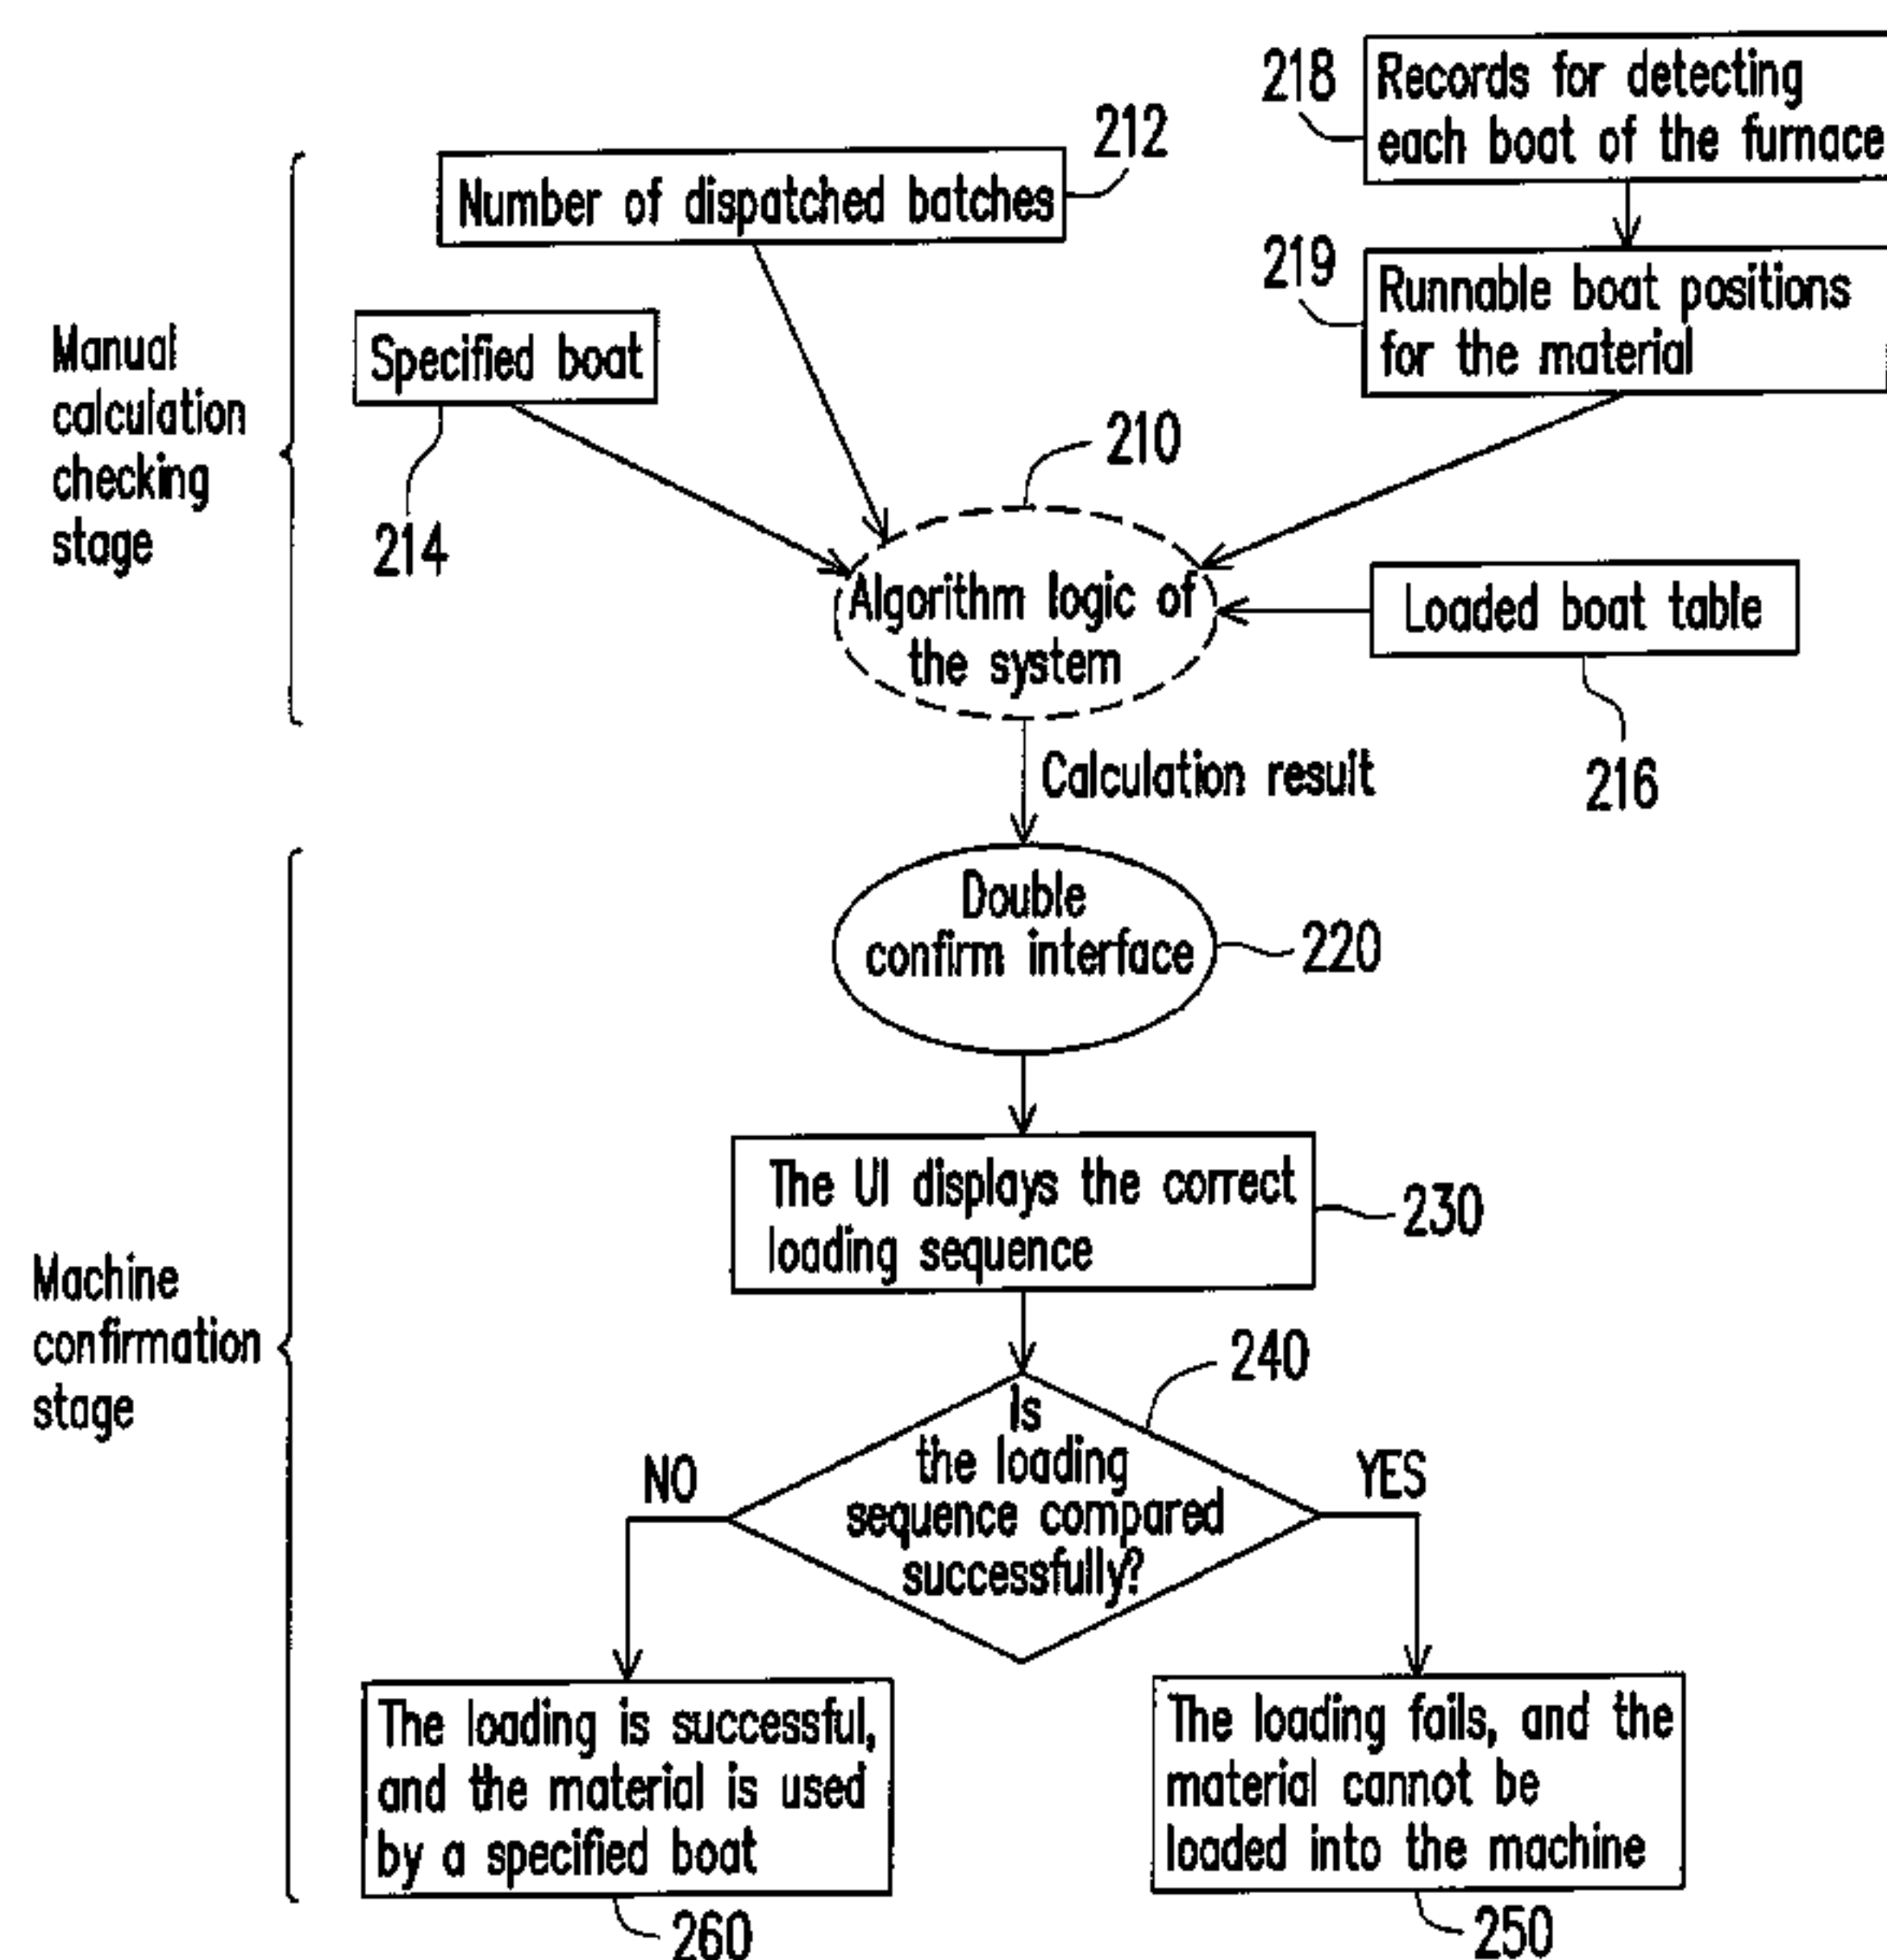 218
Records for detecting
each boat of the furnace
212
Number of dispatched batches
219
Runnable boat positions
for the material
Manual
calculation
checking
stage
Specified boat
214
210
Algorithm logic of
the system
Loaded boat table
216
Calculation result
Double
confirm interface
220
The UI displays the correct
loading sequence
230
Machine
confirmation
stage
240
Is
the loading
sequence compared
successfully?
NO
YES
The loading is successful,
and the material is used
by a specified boat
260
The loading fails, and the
material cannot be
loaded into the machine
250